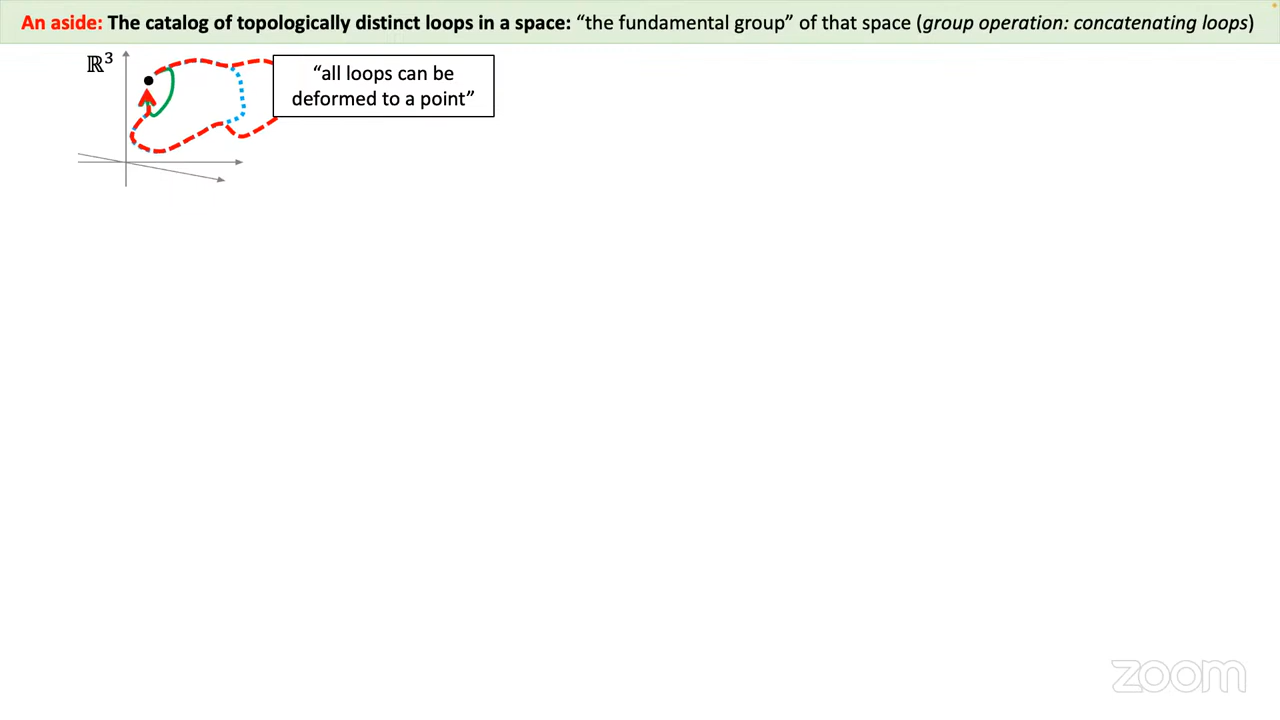 An aside: The catalog of topologically distinct loops in a space: “the fundamental group” of that space (group operation: concatenating loops)
ℝ³
“all loops can be
deformed to a point”
zoom